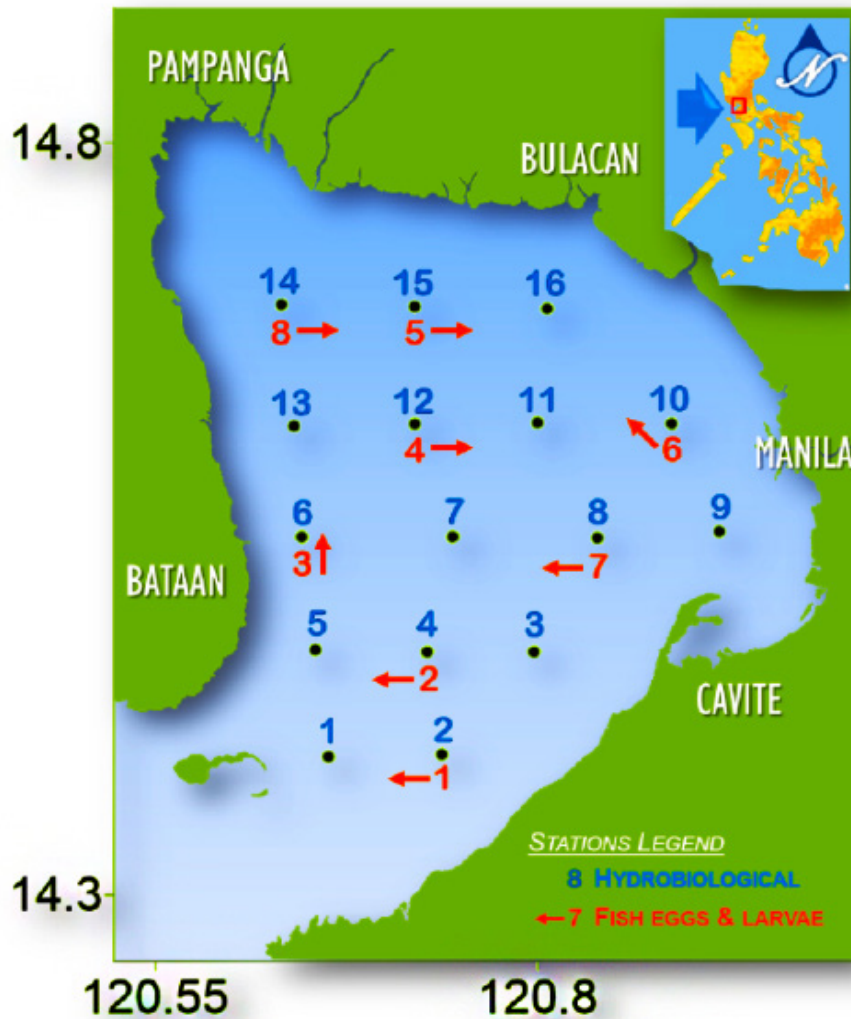 PAMPANGA
N
14.8
BULACAN
14 15 16
8 5
13 12 11 10
4 6
MANILA
6 7 8 9
3 7
BATAAN
5 4 3
2
CAVITE
1 2
1
STATIONS LEGEND
8 HYDROBIOLOGICAL
14.3
7 FISH EGGS & LARVAE
120.55 120.8